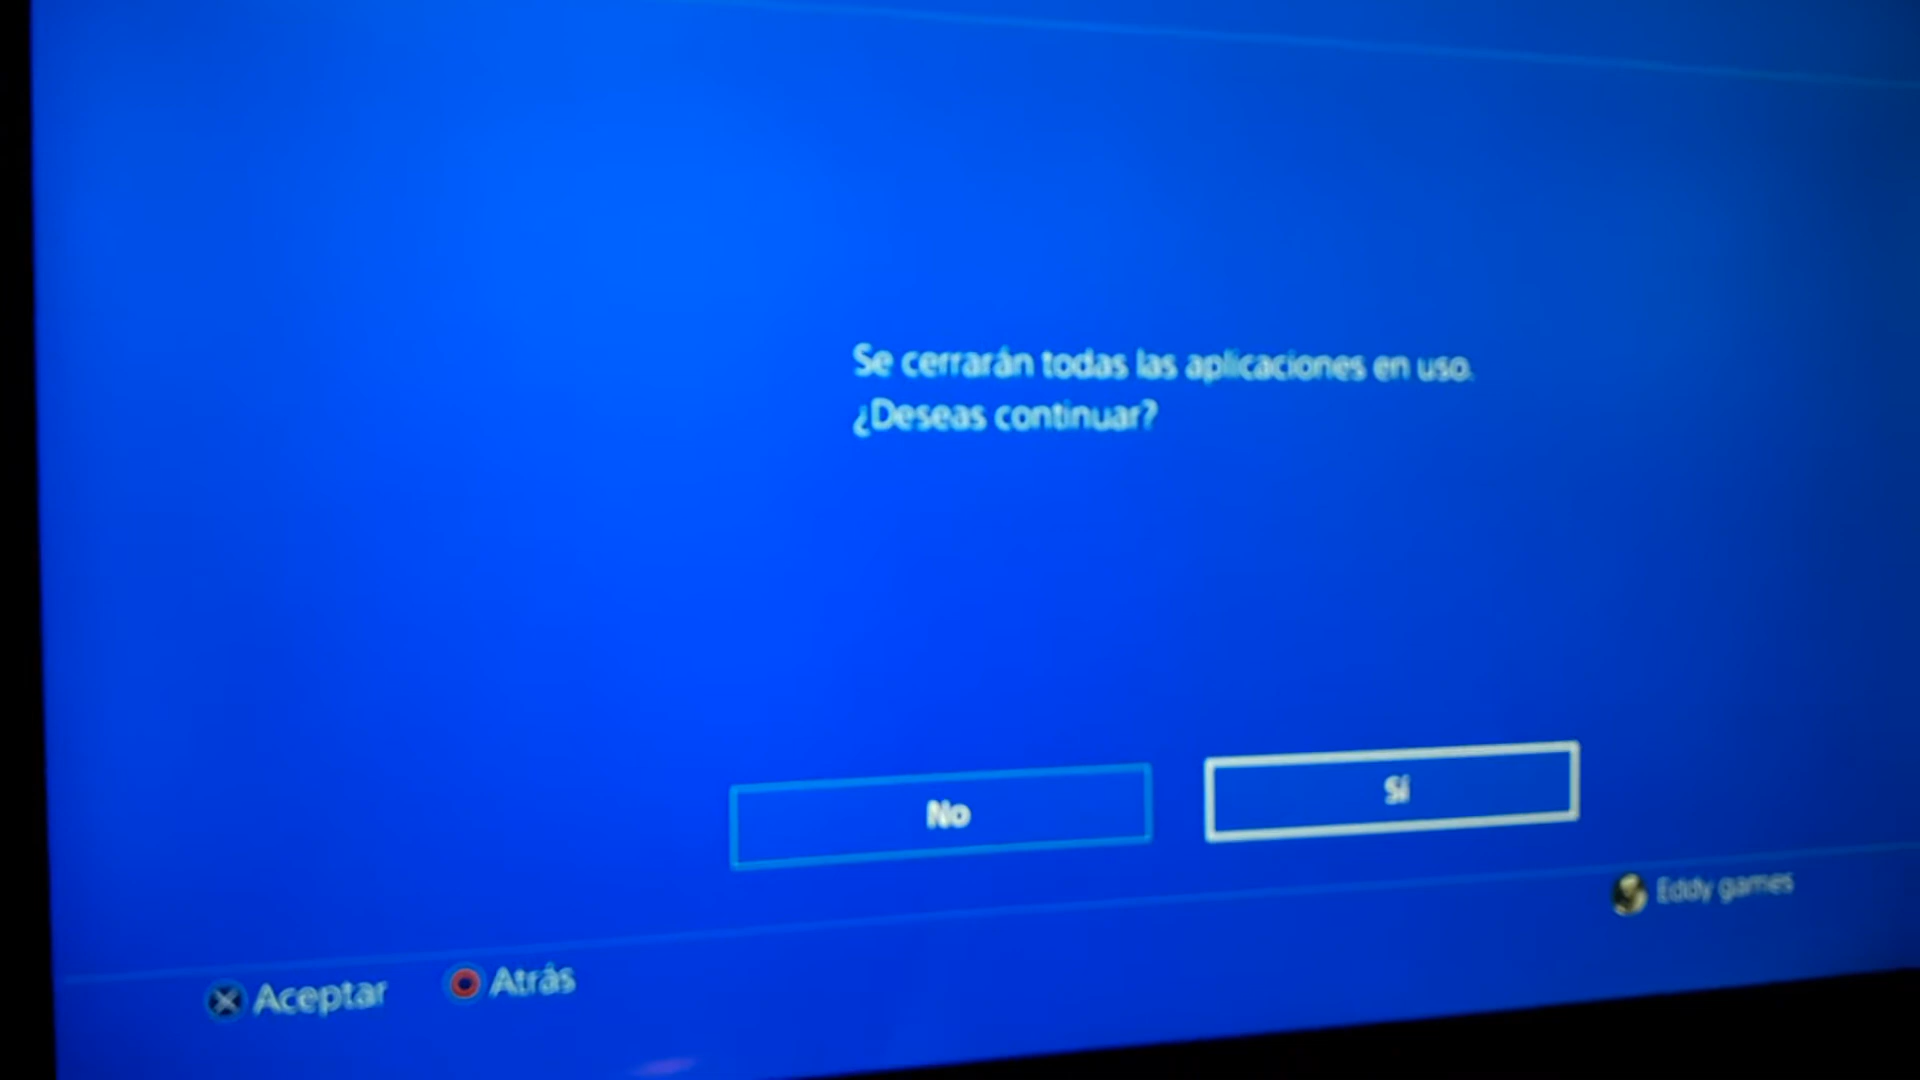 Se cerrarán todas las aplicaciones en uso.
¿Deseas continuar?
No
Sí
Eddy games
Aceptar
Atrás